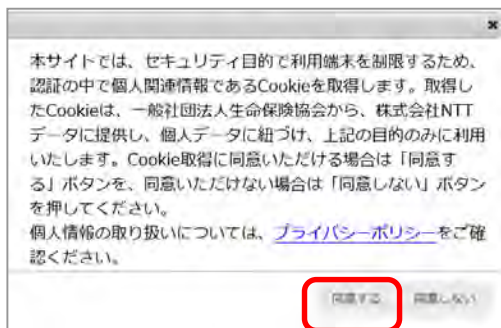 ×
本サイトでは、セキュリティ目的で利用端末を制限するため、
認証の中で個人関連情報であるCookieを取得します。取得し
たCookieは、一般社団法人生命保険協会から、株式会社NTT
データに提供し、個人データに紐づけ、上記の目的のみに利用
いたします。Cookie取得に同意いただける場合は「同意す
る」ボタンを、同意いただけない場合は「同意しない」ボタン
を押してください。
個人情報の取り扱いについては、プライバシーポリシーをご確
認ください。
同意する 同意しない